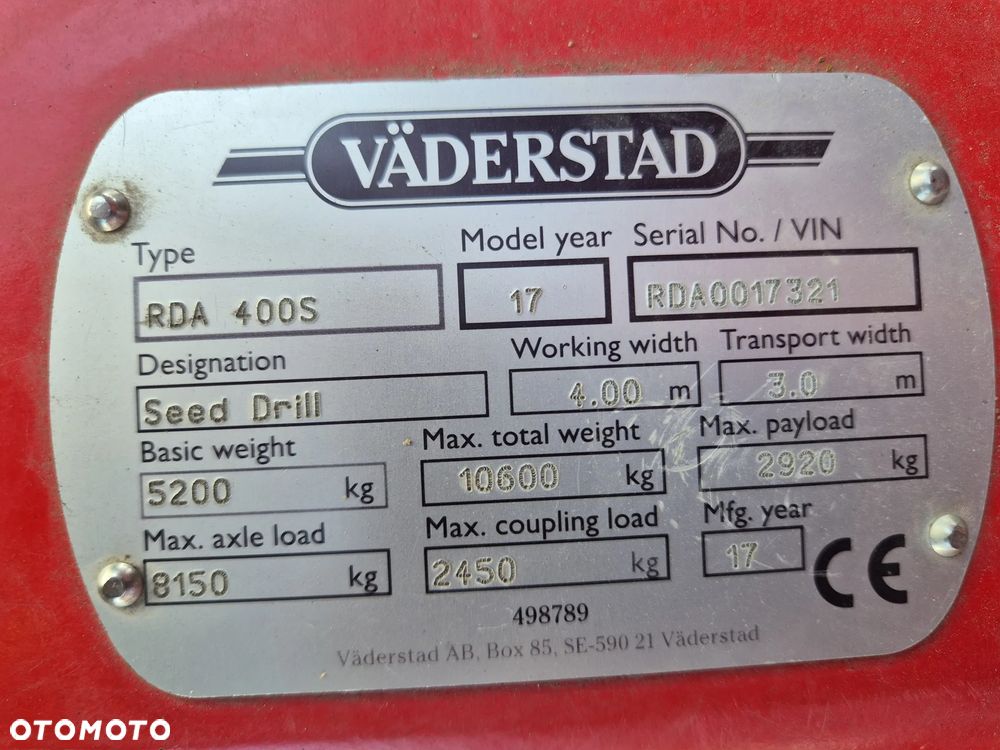 VÄDERSTAD
Type Model year Serial No. / VIN
RDA 400S 17 RDA0017321
Designation Working width Transport width
Seed Drill 4.00 m 3.0 m
Basic weight Max. total weight Max. payload
5200 kg 10600 kg 2920 kg
Max. axle load Max. coupling load Mfg. year
8150 kg 2450 kg 17
CE
498789
Väderstad AB, Box 85, SE-590 21 Väderstad
OTOMOTO